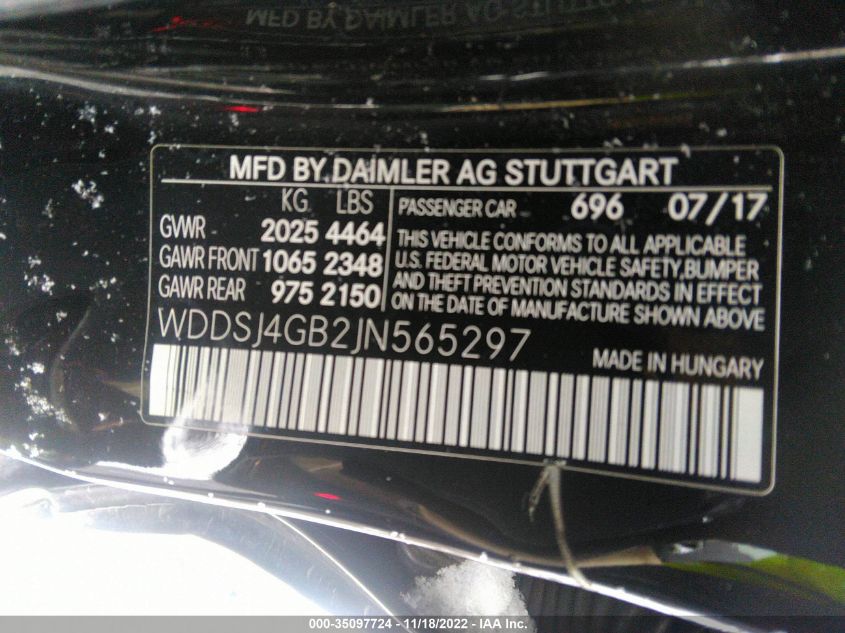 MFD BY DAIMLER AG STUTTGART
KG LBS
GVWR 2025 4464
GAWR FRONT 1065 2348
GAWR REAR 975 2150
PASSENGER CAR 696 07/17
THIS VEHICLE CONFORMS TO ALL APPLICABLE
U.S. FEDERAL MOTOR VEHICLE SAFETY, BUMPER
AND THEFT PREVENTION STANDARDS IN EFFECT
ON THE DATE OF MANUFACTURE SHOWN ABOVE
WDDSJ4GB2JN565297
MADE IN HUNGARY
000-35097724 - 11/18/2022 - IAA Inc.